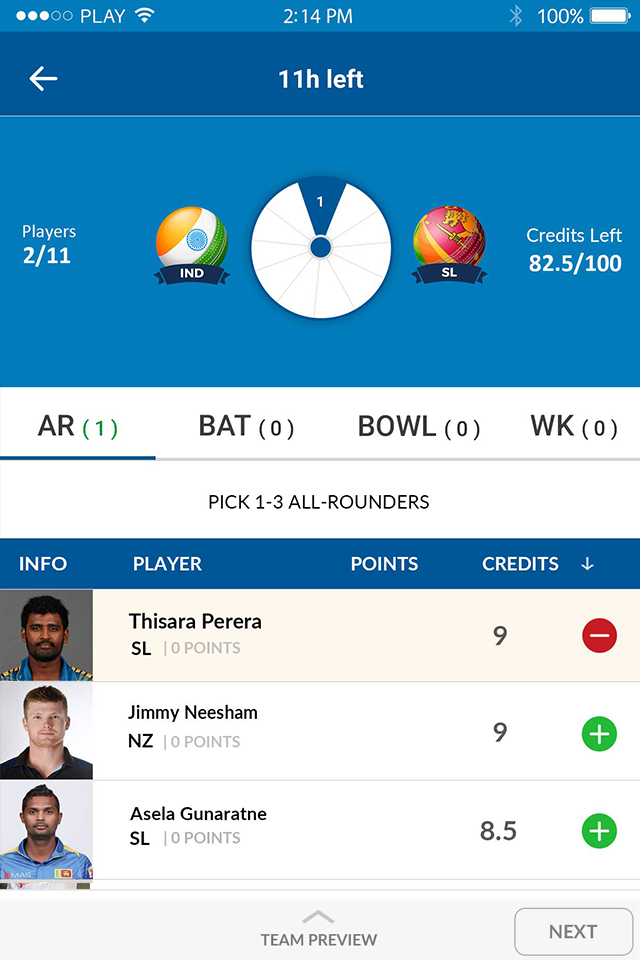 PLAY 2:14 PM 100%
11h left
1
Players
2/11
IND
SL
Credits Left
82.5/100
AR ( 1 ) BAT ( 0 ) BOWL ( 0 ) WK ( 0 )
PICK 1-3 ALL-ROUNDERS
INFO PLAYER POINTS CREDITS ↓
Thisara Perera
SL | 0 POINTS
9
Jimmy Neesham
NZ | 0 POINTS
9
Asela Gunaratne
SL | 0 POINTS
8.5
MAS
TEAM PREVIEW
NEXT